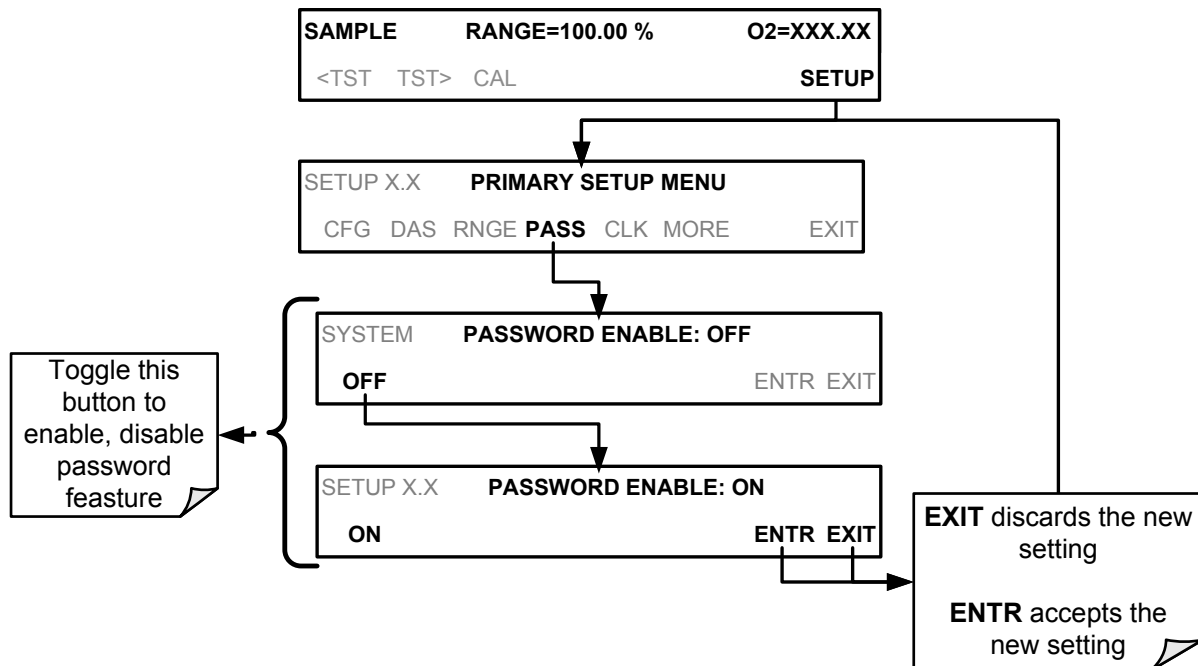 SAMPLE RANGE=100.00 % O2=XXX.XX
<TST TST> CAL SETUP
SETUP X.X PRIMARY SETUP MENU
CFG DAS RNGE PASS CLK MORE EXIT
SYSTEM PASSWORD ENABLE: OFF
OFF ENTR EXIT
Toggle this
button to
enable, disable
password
feasture
SETUP X.X PASSWORD ENABLE: ON
ON ENTR EXIT
EXIT discards the new
setting
ENTR accepts the
new setting